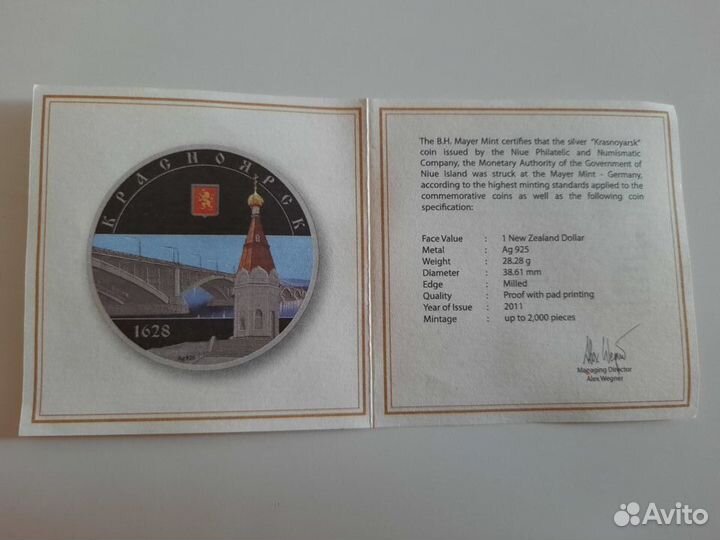 КРАСНОЯРСК
1628
Ag 925
The B.H. Mayer Mint certifies that the silver "Krasnoyarsk"
coin issued by the Niue Philatelic and Numismatic
Company, the Monetary Authority of the Government of
Niue Island was struck at the Mayer Mint - Germany,
according to the highest minting standards applied to the
commemorative coins as well as the following coin
specification:
Face Value : 1 New Zealand Dollar
Metal : Ag 925
Weight : 28.28 g
Diameter : 38.61 mm
Edge : Milled
Quality : Proof with pad printing
Year of Issue : 2011
Mintage : up to 2,000 pieces
Alex Wegner
Managing Director
Alex Wegner
Avito